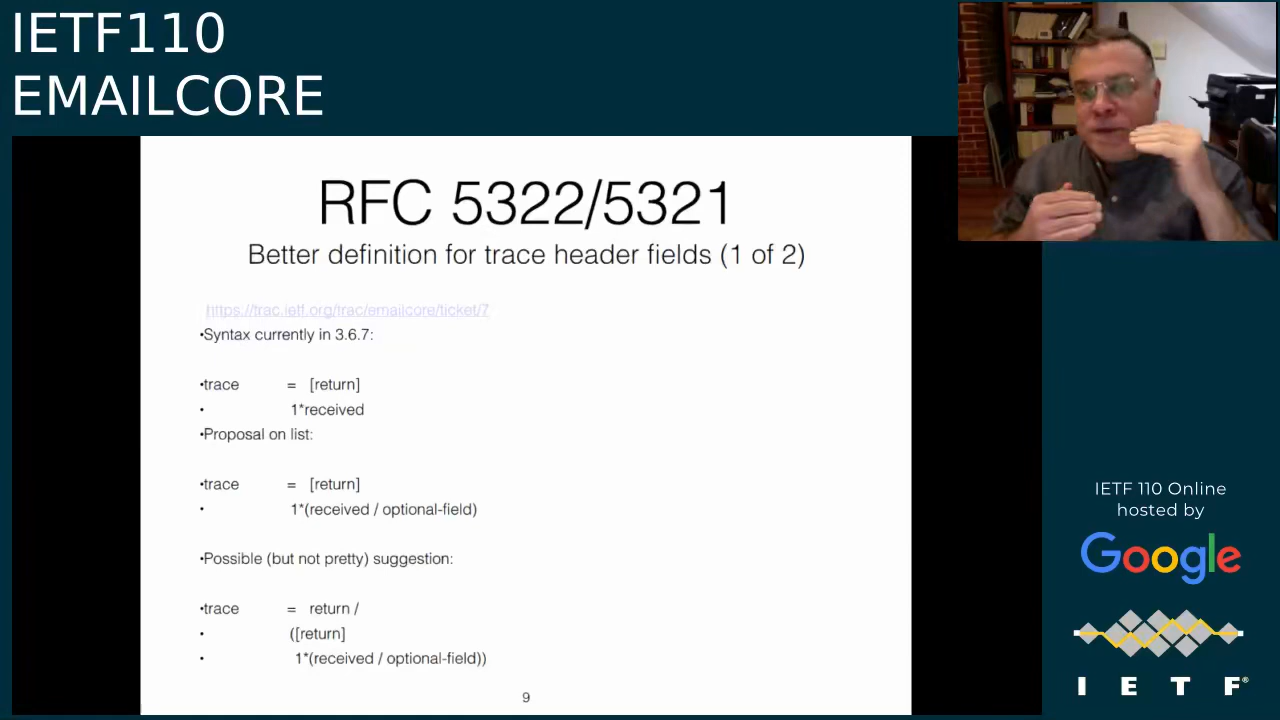 IETF110
EMAILCORE
RFC 5322/5321
Better definition for trace header fields (1 of 2)
https://trac.ietf.org/trac/emailcore/ticket/7
•Syntax currently in 3.6.7:
•trace = [return]
• 1*received
•Proposal on list:
•trace = [return]
• 1*(received / optional-field)
•Possible (but not pretty) suggestion:
•trace = return /
• ([return]
• 1*(received / optional-field))
9
IETF 110 Online
hosted by
Google
I E T F®